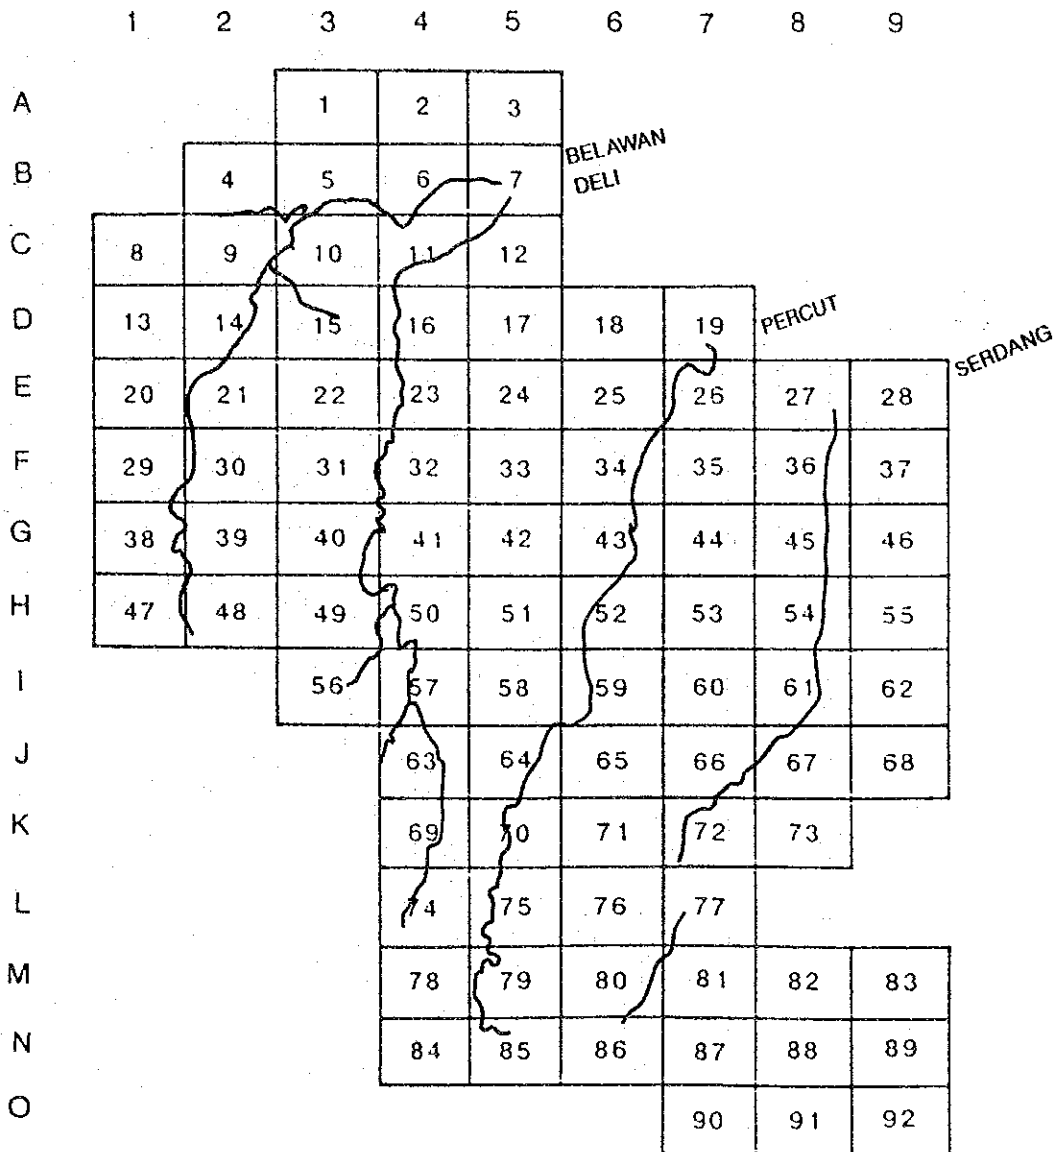 1 2 3 4 5 6 7 8 9
A 1 2 3
BELAWAN
B 4 5 6 7
DELI
C 8 9 10 11 12
D 13 14 15 16 17 18 19 PERCUT
SERDANG
E 20 21 22 23 24 25 26 27 28
F 29 30 31 32 33 34 35 36 37
G 38 39 40 41 42 43 44 45 46
H 47 48 49 50 51 52 53 54 55
I 56 57 58 59 60 61 62
J 63 64 65 66 67 68
K 69 70 71 72 73
L 74 75 76 77
M 78 79 80 81 82 83
N 84 85 86 87 88 89
O 90 91 92